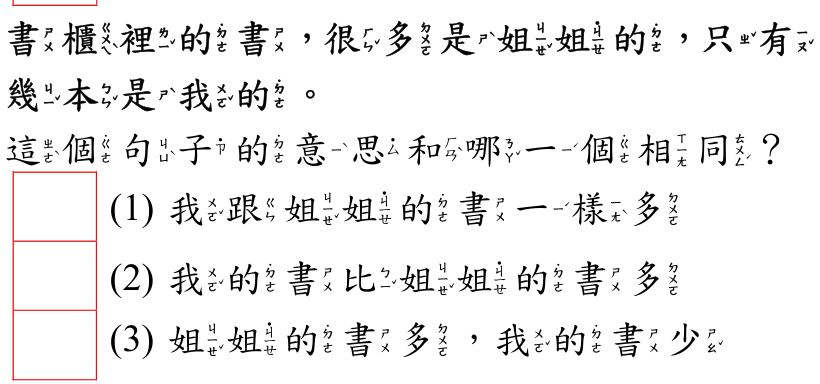 書櫃裡的書，很多是姐姐的，只有
幾本是我的。
這個句子的意思和哪一個相同？
(1) 我跟姐姐的書一樣多
(2) 我的書比姐姐的書多
(3) 姐姐的書多，我的書少